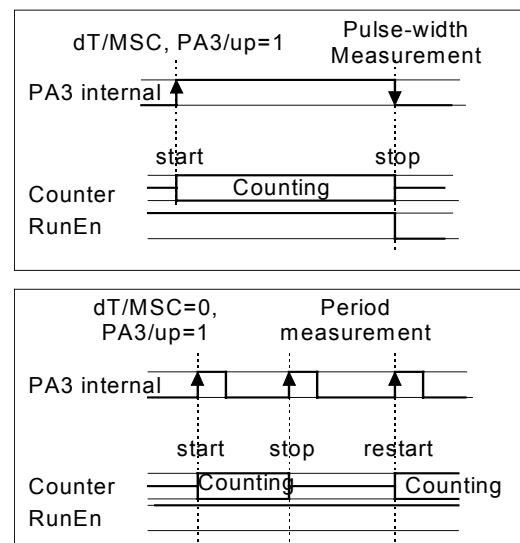 dT/MSC, PA3/up=1
Pulse-width
Measurement
PA3 internal
start
stop
Counter
Counting
RunEn
dT/MSC=0,
PA3/up=1
Period
measurement
PA3 internal
start
stop
restart
Counter
Counting
Counting
RunEn